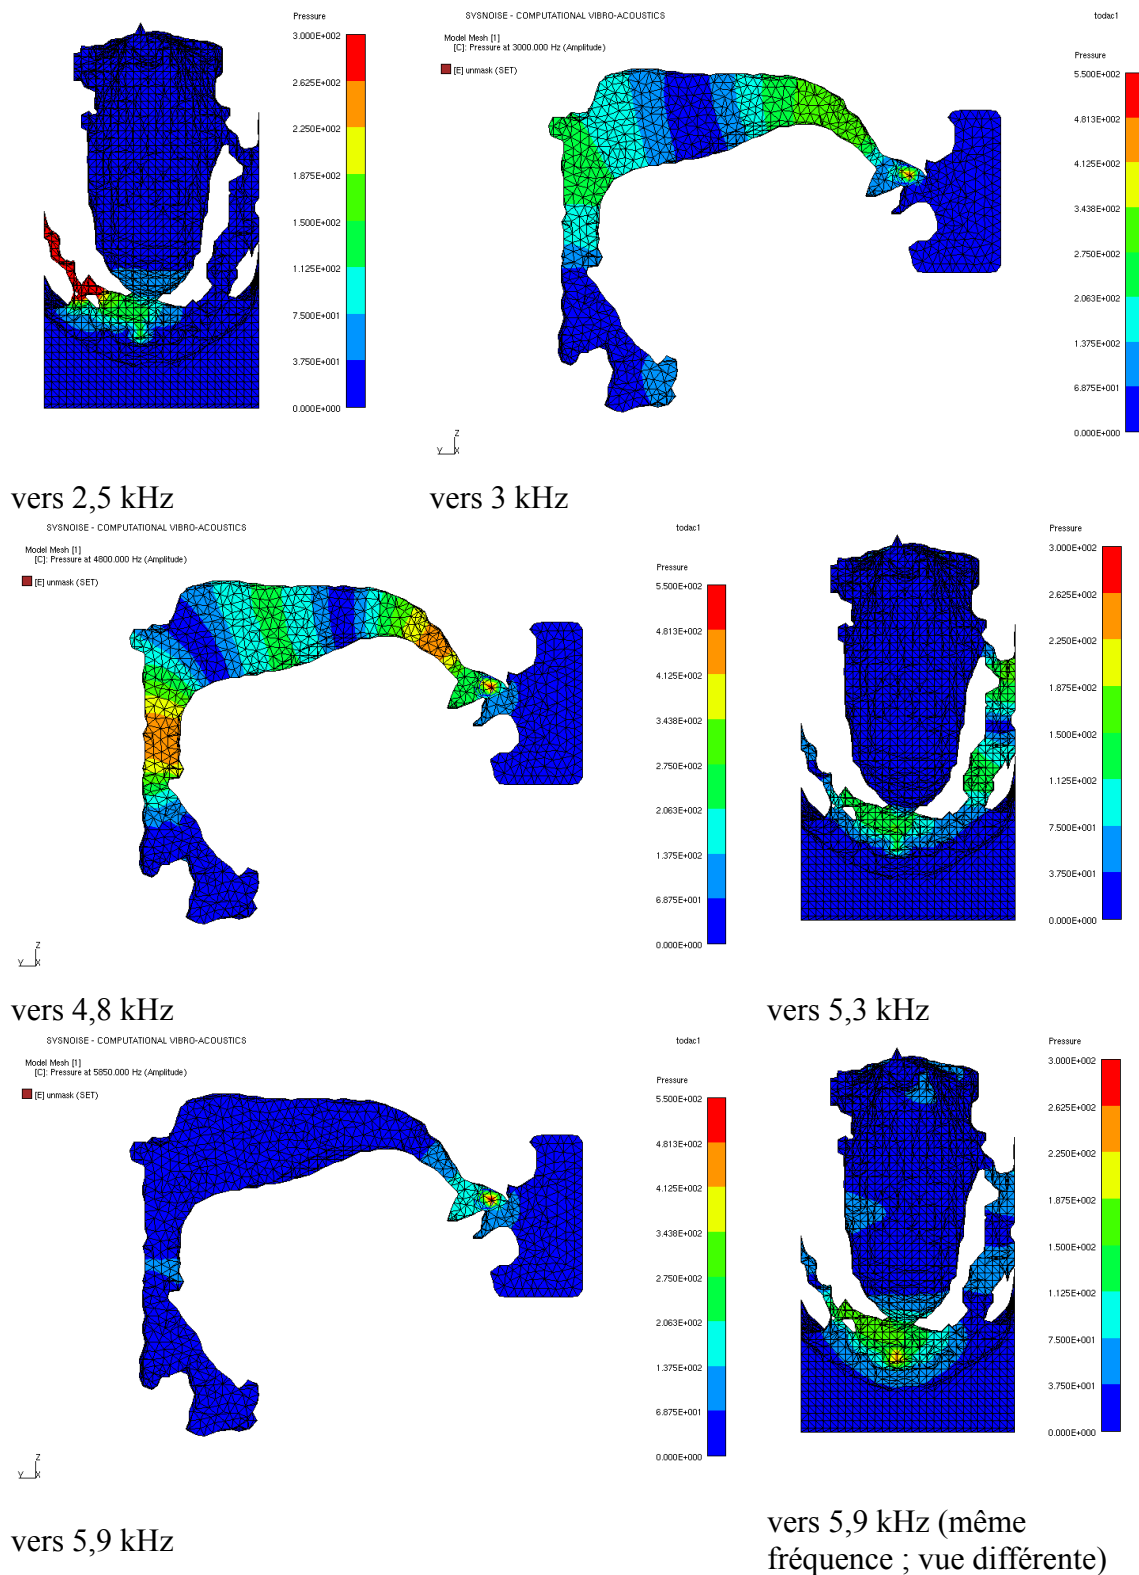 Pressure
3.000E+002
2.625E+002
2.250E+002
1.875E+002
1.500E+002
1.125E+002
7.500E+001
3.750E+001
0.000E+000
vers 2,5 kHz
SYSNOISE - COMPUTATIONAL VIBRO-ACOUSTICS
todac1
Model Mesh [1]
[C]: Pressure at 3000.000 Hz (Amplitude)
[E] unmask (SET)
Pressure
5.500E+002
4.813E+002
4.125E+002
3.438E+002
2.750E+002
2.063E+002
1.375E+002
6.875E+001
0.000E+000
Z
Y X
vers 3 kHz
SYSNOISE - COMPUTATIONAL VIBRO-ACOUSTICS
todac1
Model Mesh [1]
[C]: Pressure at 4800.000 Hz (Amplitude)
[E] unmask (SET)
Pressure
5.500E+002
4.813E+002
4.125E+002
3.438E+002
2.750E+002
2.063E+002
1.375E+002
6.875E+001
0.000E+000
Z
Y X
vers 4,8 kHz
Pressure
3.000E+002
2.625E+002
2.250E+002
1.875E+002
1.500E+002
1.125E+002
7.500E+001
3.750E+001
0.000E+000
vers 5,3 kHz
SYSNOISE - COMPUTATIONAL VIBRO-ACOUSTICS
todac1
Model Mesh [1]
[C]: Pressure at 5850.000 Hz (Amplitude)
[E] unmask (SET)
Pressure
5.500E+002
4.813E+002
4.125E+002
3.438E+002
2.750E+002
2.063E+002
1.375E+002
6.875E+001
0.000E+000
Z
Y X
vers 5,9 kHz
Pressure
3.000E+002
2.625E+002
2.250E+002
1.875E+002
1.500E+002
1.125E+002
7.500E+001
3.750E+001
0.000E+000
vers 5,9 kHz (même
fréquence ; vue différente)